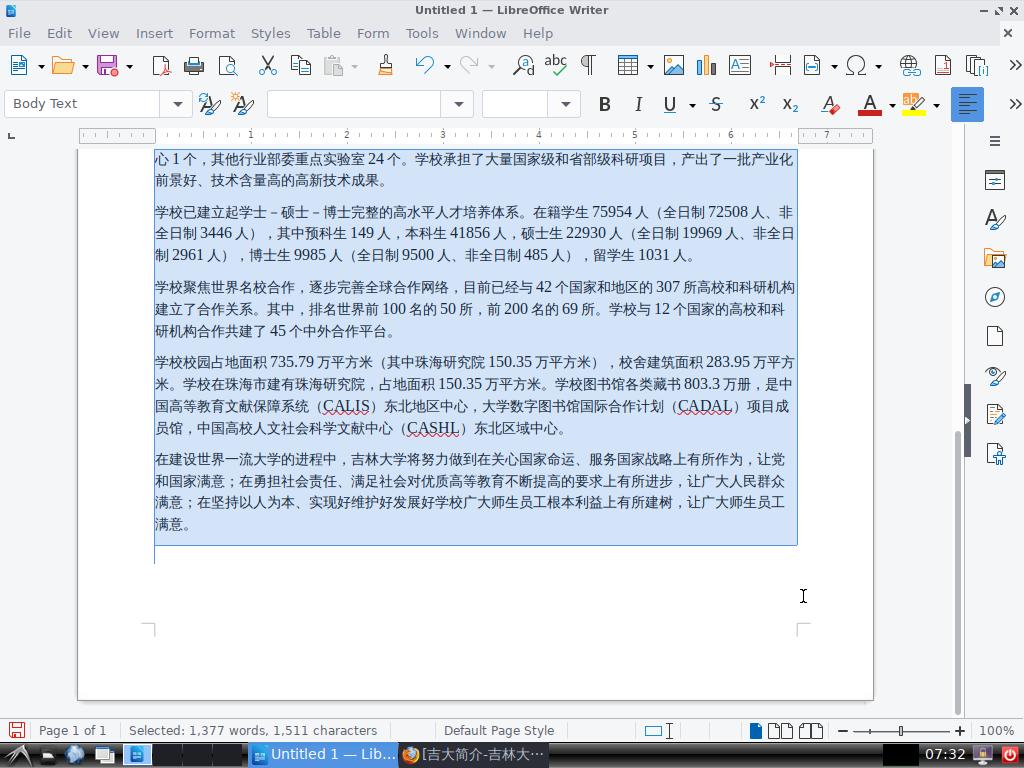 Untitled 1 — LibreOffice Writer
File Edit View Insert Format Styles Table Form Tools Window Help
Body Text
1 2 3 4 5 6 7
心 1 个，其他行业部委重点实验室 24 个。学校承担了大量国家级和省部级科研项目，产出了一批产业化
前景好、技术含量高的高新技术成果。
学校已建立起学士－硕士－博士完整的高水平人才培养体系。在籍学生 75954 人（全日制 72508 人、非
全日制 3446 人），其中预科生 149 人，本科生 41856 人，硕士生 22930 人（全日制 19969 人、非全日
制 2961 人），博士生 9985 人（全日制 9500 人、非全日制 485 人），留学生 1031 人。
学校聚焦世界名校合作，逐步完善全球合作网络，目前已经与 42 个国家和地区的 307 所高校和科研机构
建立了合作关系。其中，排名世界前 100 名的 50 所，前 200 名的 69 所。学校与 12 个国家的高校和科
研机构合作共建了 45 个中外合作平台。
学校校园占地面积 735.79 万平方米（其中珠海研究院 150.35 万平方米），校舍建筑面积 283.95 万平方
米。学校在珠海市建有珠海研究院，占地面积 150.35 万平方米。学校图书馆各类藏书 803.3 万册，是中
国高等教育文献保障系统（CALIS）东北地区中心，大学数字图书馆国际合作计划（CADAL）项目成
员馆，中国高校人文社会科学文献中心（CASHL）东北区域中心。
在建设世界一流大学的进程中，吉林大学将努力做到在关心国家命运、服务国家战略上有所作为，让党
和国家满意；在勇担社会责任、满足社会对优质高等教育不断提高的要求上有所进步，让广大人民群众
满意；在坚持以人为本、实现好维护好发展好学校广大师生员工根本利益上有所建树，让广大师生员工
满意。
Page 1 of 1 Selected: 1,377 words, 1,511 characters Default Page Style 100%
Untitled 1 — Lib... [吉大简介-吉林大··· 07:32